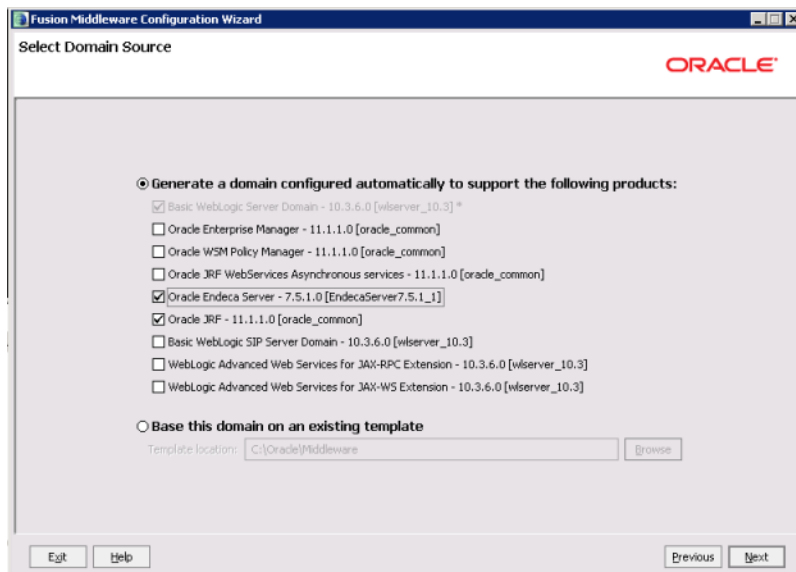 Fusion Middleware Configuration Wizard
Select Domain Source
ORACLE
Generate a domain configured automatically to support the following products:
Basic WebLogic Server Domain - 10.3.6.0 [wlserver_10.3] *
Oracle Enterprise Manager - 11.1.1.0 [oracle_common]
Oracle WSM Policy Manager - 11.1.1.0 [oracle_common]
Oracle JRF WebServices Asynchronous services - 11.1.1.0 [oracle_common]
Oracle Endeca Server - 7.5.1.0 [EndecaServer7.5.1_1]
Oracle JRF - 11.1.1.0 [oracle_common]
Basic WebLogic SIP Server Domain - 10.3.6.0 [wlserver_10.3]
WebLogic Advanced Web Services for JAX-RPC Extension - 10.3.6.0 [wlserver_10.3]
WebLogic Advanced Web Services for JAX-WS Extension - 10.3.6.0 [wlserver_10.3]
Base this domain on an existing template
Template location: C:\Oracle\Middleware Browse
Exit Help Previous Next